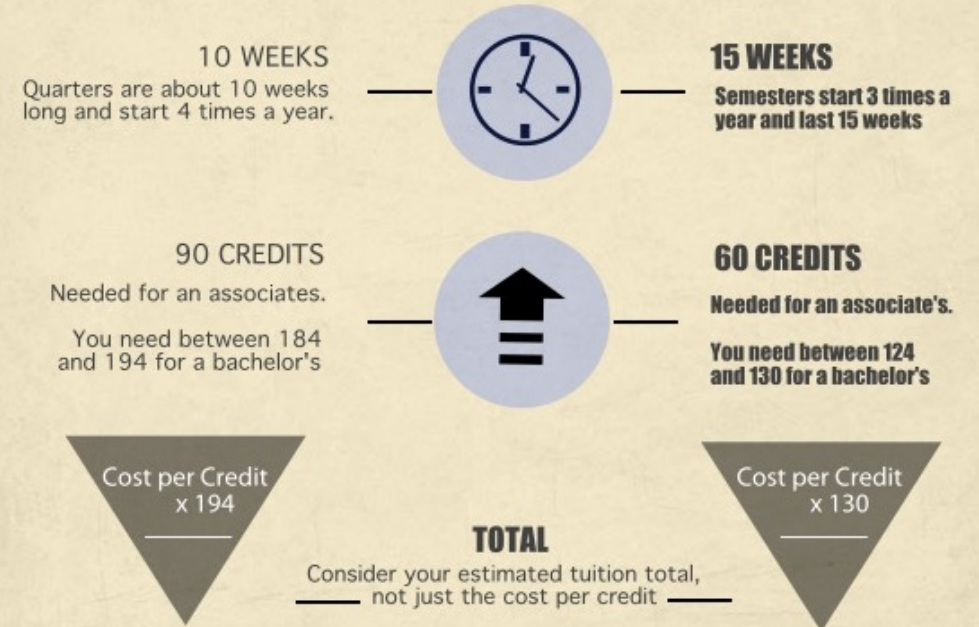 10 WEEKS
Quarters are about 10 weeks
long and start 4 times a year.
15 WEEKS
Semesters start 3 times a
year and last 15 weeks
90 CREDITS
Needed for an associates.
You need between 184
and 194 for a bachelor's
60 CREDITS
Needed for an associate's.
You need between 124
and 130 for a bachelor's
Cost per Credit
x 194
Cost per Credit
x 130
TOTAL
Consider your estimated tuition total,
not just the cost per credit